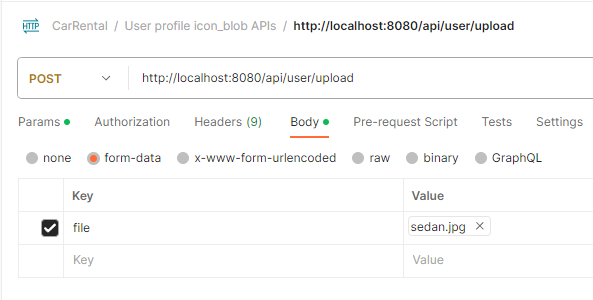 HTTP CarRental / User profile icon_blob APIs / http://localhost:8080/api/user/upload
POST http://localhost:8080/api/user/upload
Params Authorization Headers (9) Body Pre-request Script Tests Settings
none form-data x-www-form-urlencoded raw binary GraphQL
Key Value
file sedan.jpg
Key Value